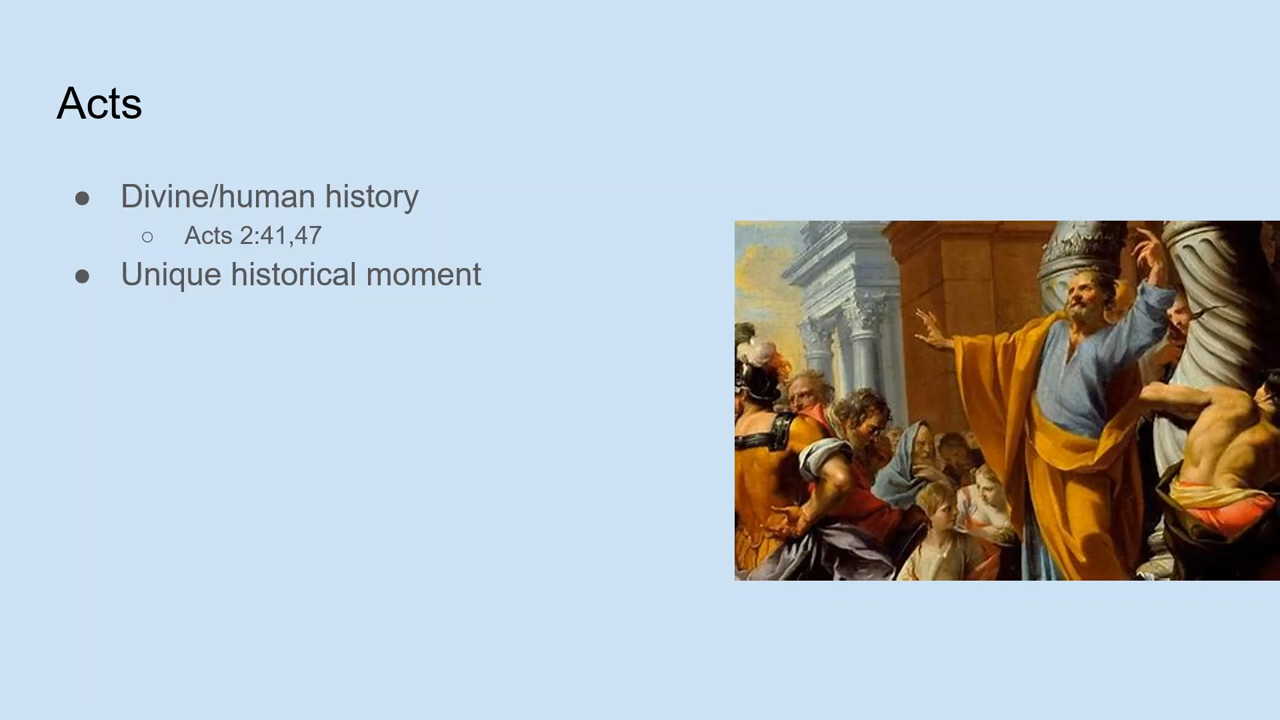 Acts
● Divine/human history
○ Acts 2:41,47
● Unique historical moment